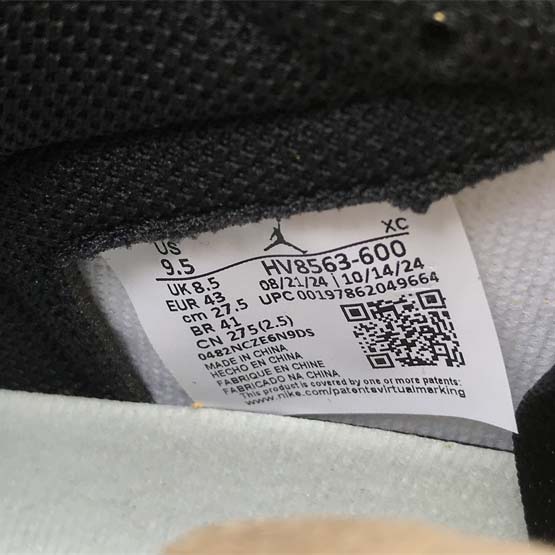 US XC
9.5 HV8563-600
UK 8.5 08/21/24 | 10/14/24
EUR 43 UPC 00197862049664
cm 27.5
BR 41
CN 275(2.5)
0482NCZE6N9DS
MADE IN CHINA
HECHO EN CHINA
FABRIQUE EN CHINE
FABRICADO NA CHINA
This product is covered by one or more patents:
www.nike.com/patentsvirtualmarking